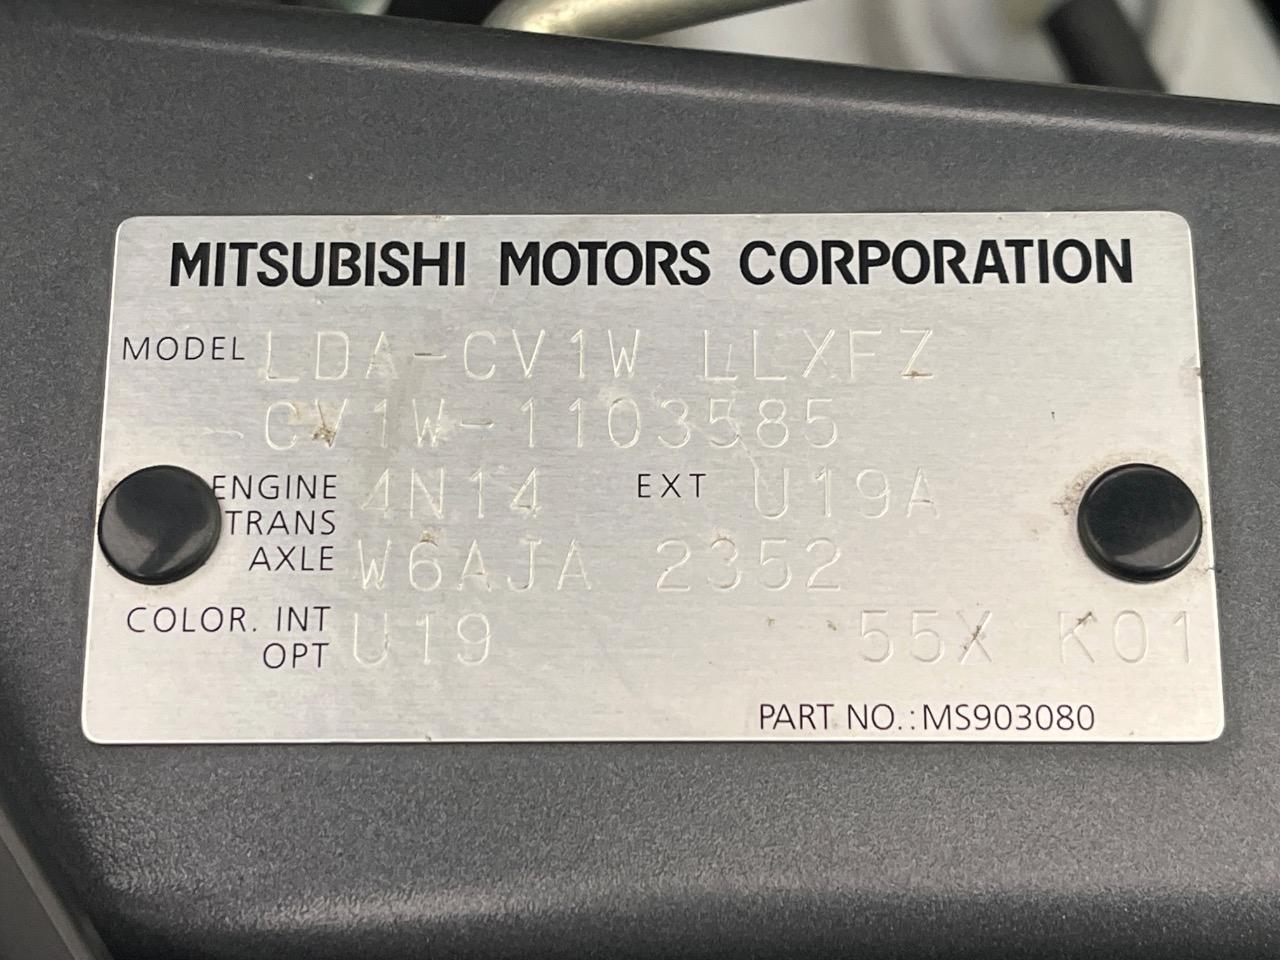 MITSUBISHI MOTORS CORPORATION
MODEL LDA-CV1W LLXFZ
CV1W-1103585
ENGINE 4N14 EXT U19A
TRANS
AXLE W6AJA 2352
COLOR. INT U19 55X K01
OPT
PART NO.: MS903080